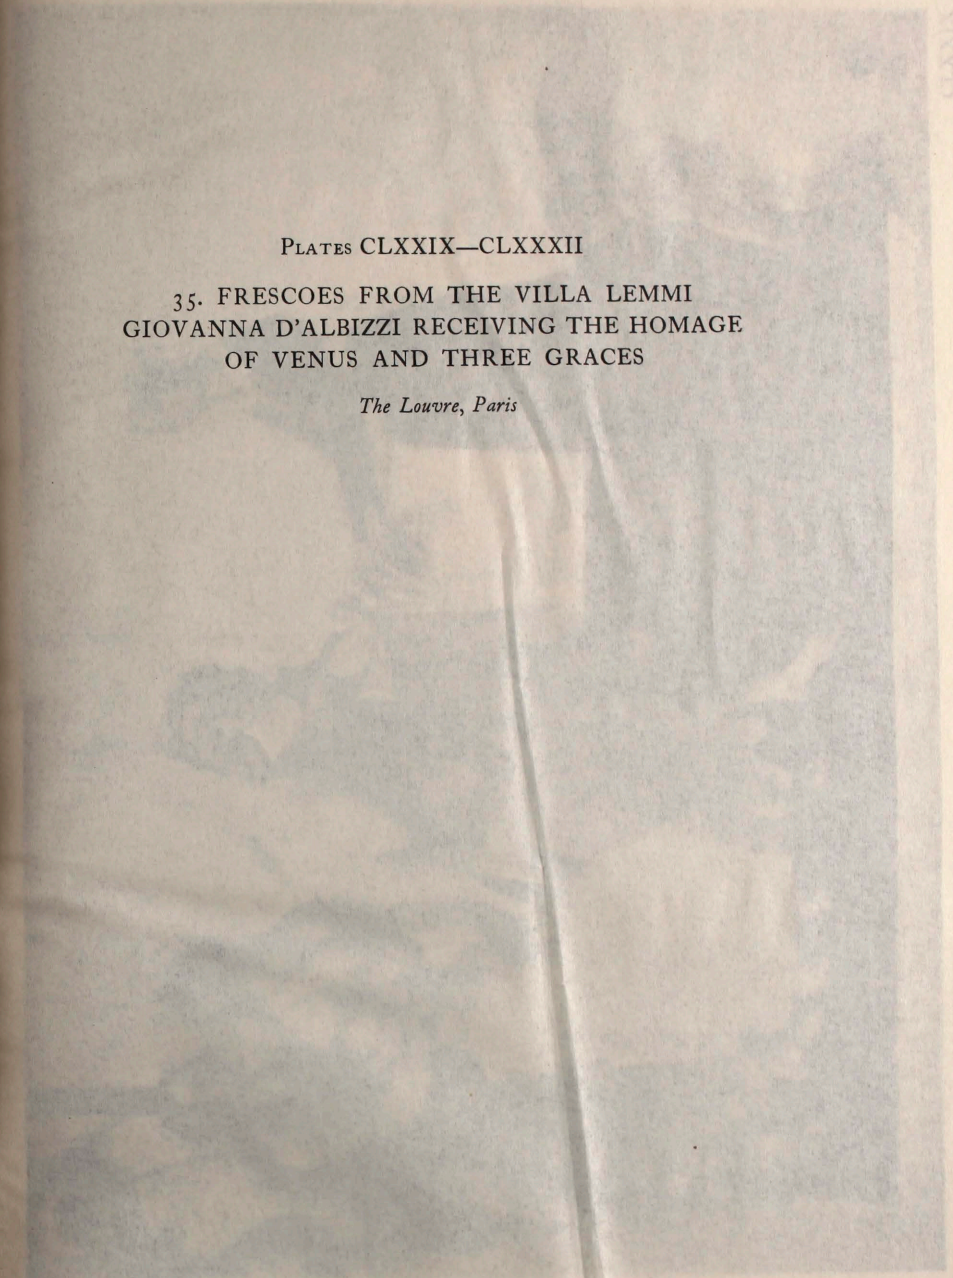 Plates CLXXIX—CLXXXII
35. FRESCOES FROM THE VILLA LEMMI
GIOVANNA D'ALBIZZI RECEIVING THE HOMAGE
OF VENUS AND THREE GRACES
The Louvre, Paris